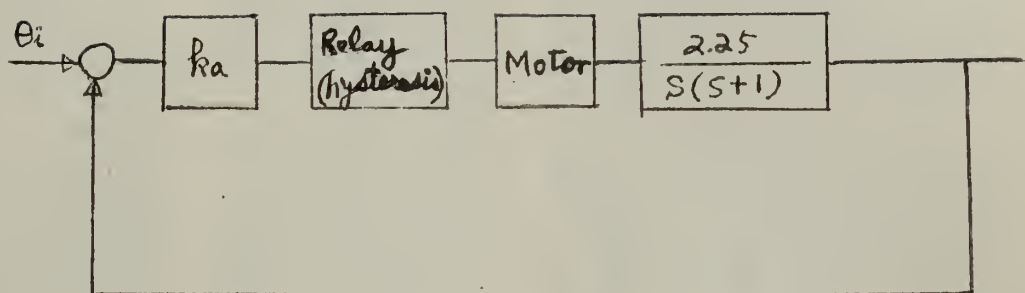 θi
ka
Relay
(hysteresis)
Motor
2.25
S(S+1)